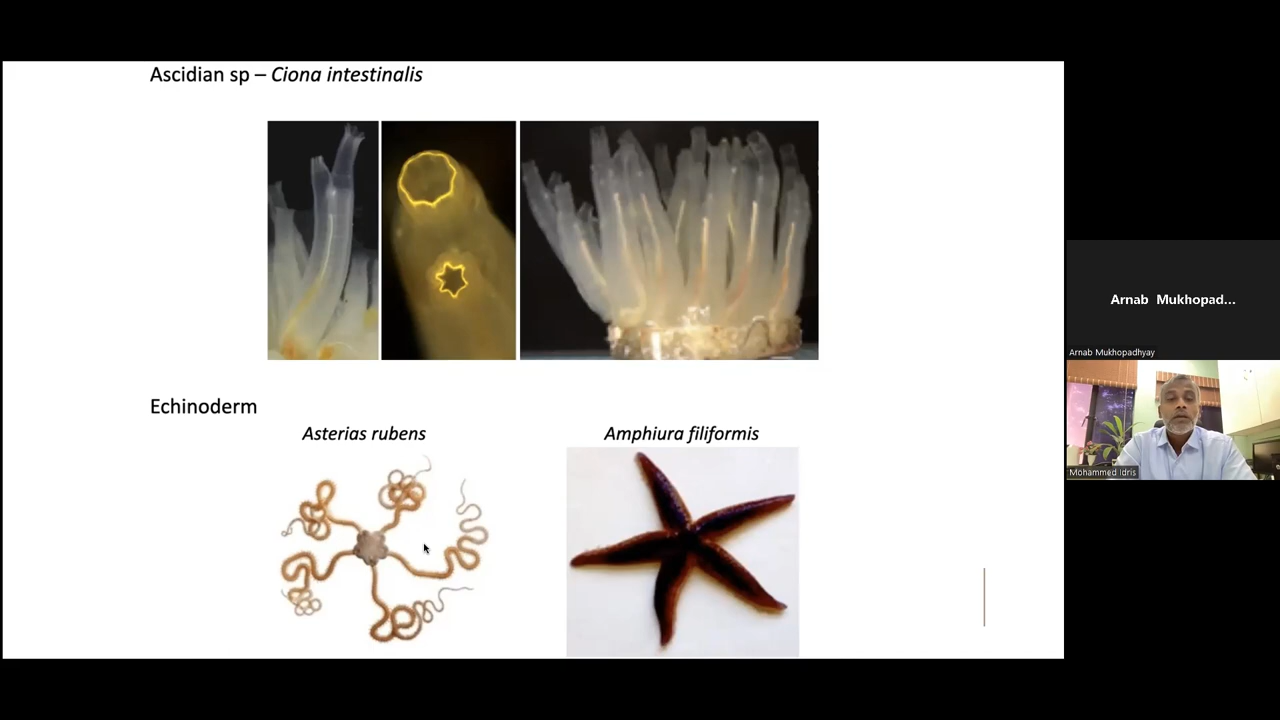 Ascidian sp – Ciona intestinalis
Echinoderm
Asterias rubens
Amphiura filiformis
Arnab Mukhopad...
Arnab Mukhopadhyay
Mohammed Idris